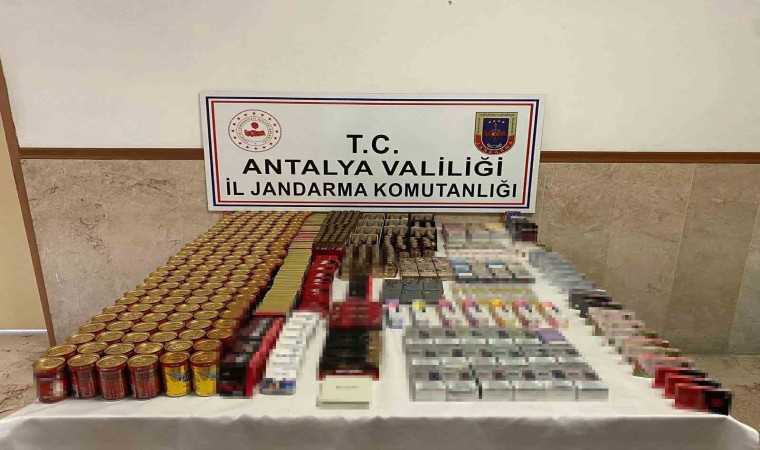 T.C.
ANTALYA VALİLİĞİ
İL JANDARMA KOMUTANLIĞI